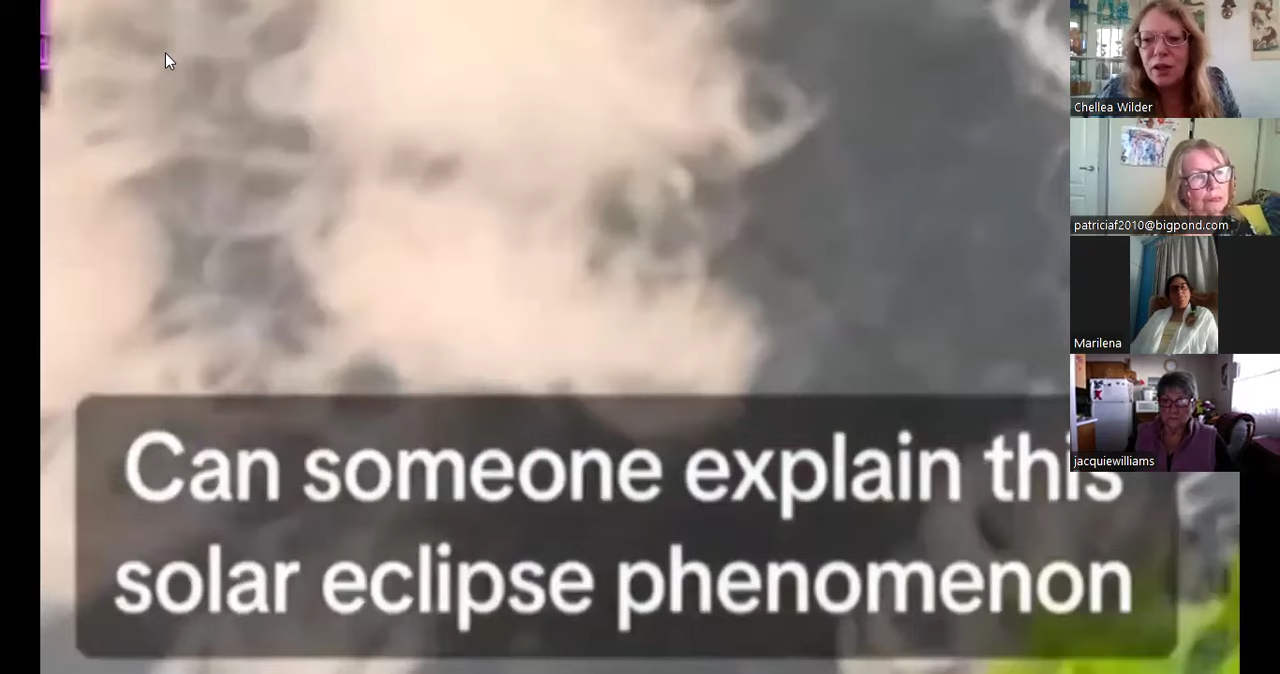 Can someone explain this
solar eclipse phenomenon
Chellea Wilder
patriciaf2010@bigpond.com
Marilena
jacquiewilliams